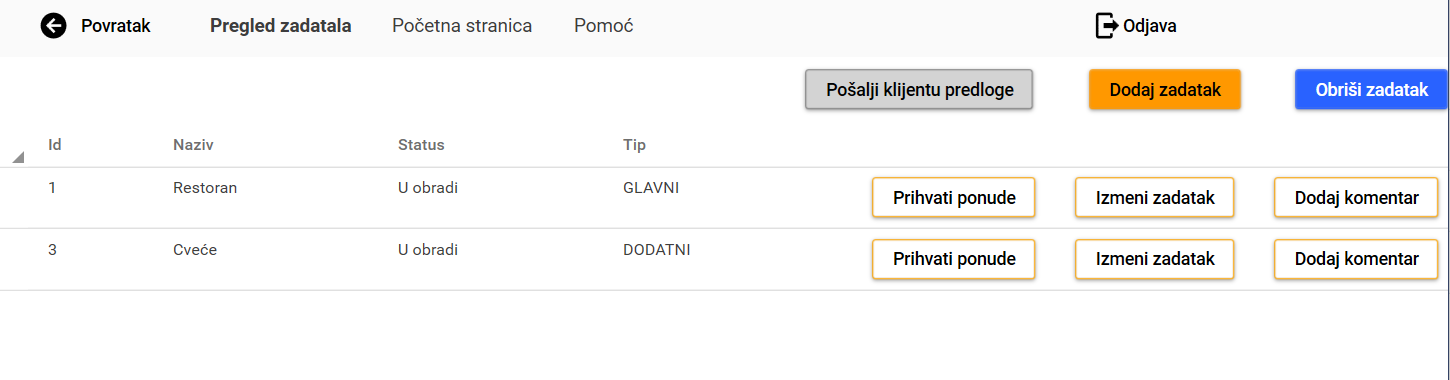 Povratak Pregled zadatala Početna stranica Pomoć Odjava
Pošalji klijentu predloge Dodaj zadatak Obriši zadatak
Id Naziv Status Tip
1 Restoran U obradi GLAVNI Prihvati ponude Izmeni zadatak Dodaj komentar
3 Cveće U obradi DODATNI Prihvati ponude Izmeni zadatak Dodaj komentar